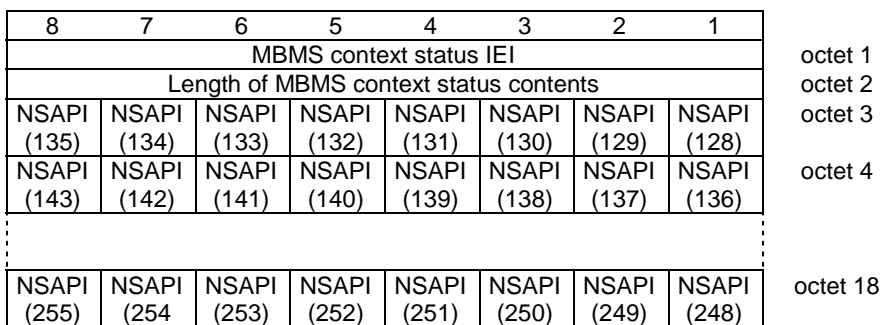 8 7 6 5 4 3 2 1
MBMS context status IEI octet 1
Length of MBMS context status contents octet 2
NSAPI NSAPI NSAPI NSAPI NSAPI NSAPI NSAPI NSAPI octet 3
(135) (134) (133) (132) (131) (130) (129) (128)
NSAPI NSAPI NSAPI NSAPI NSAPI NSAPI NSAPI NSAPI octet 4
(143) (142) (141) (140) (139) (138) (137) (136)
NSAPI NSAPI NSAPI NSAPI NSAPI NSAPI NSAPI NSAPI octet 18
(255) (254 (253) (252) (251) (250) (249) (248)